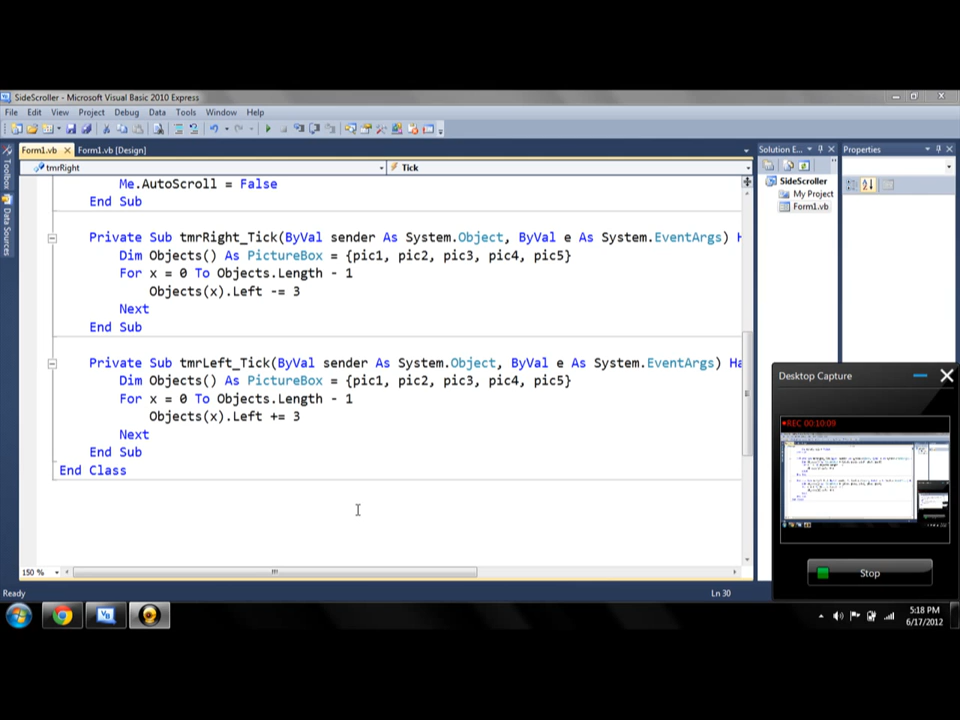 SideScroller - Microsoft Visual Basic 2010 Express
File Edit View Project Debug Data Tools Window Help
Form1.vb Form1.vb [Design]
tmrRight Tick
Me.AutoScroll = False
End Sub
Private Sub tmrRight_Tick(ByVal sender As System.Object, ByVal e As System.EventArgs) H
Dim Objects() As PictureBox = {pic1, pic2, pic3, pic4, pic5}
For x = 0 To Objects.Length - 1
Objects(x).Left -= 3
Next
End Sub
Private Sub tmrLeft_Tick(ByVal sender As System.Object, ByVal e As System.EventArgs) Ha
Dim Objects() As PictureBox = {pic1, pic2, pic3, pic4, pic5}
For x = 0 To Objects.Length - 1
Objects(x).Left += 3
Next
End Sub
End Class
150 %
Ready Ln 30
Toolbox
Data Sources
Solution E...
SideScroller
My Project
Form1.vb
Properties
Desktop Capture
REC 00:10:09
Stop
5:18 PM
6/17/2012